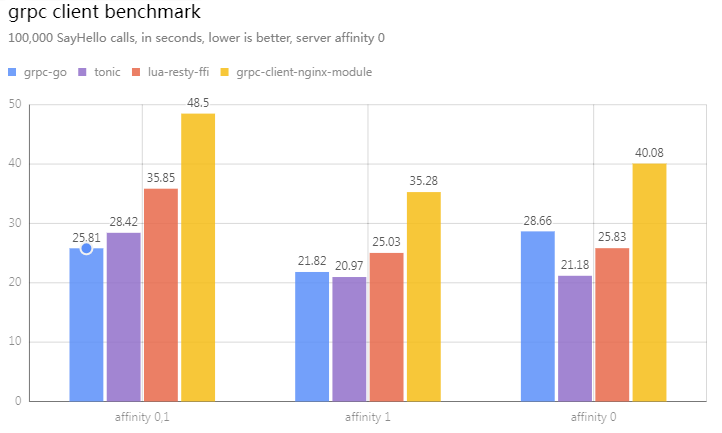 grpc client benchmark
100,000 SayHello calls, in seconds, lower is better, server affinity 0
grpc-go tonic lua-resty-ffi grpc-client-nginx-module
50
40
30
20
10
0
25.81 28.42 35.85 48.5
21.82 20.97 25.03 35.28
28.66 21.18 25.83 40.08
affinity 0,1 affinity 1 affinity 0